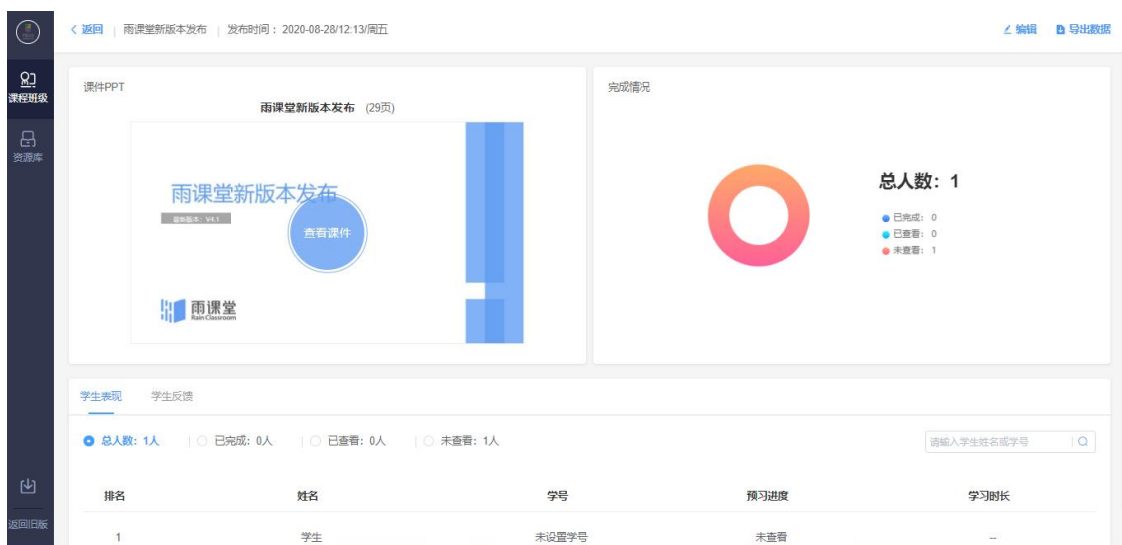 返回 | 雨课堂新版本发布 | 发布时间：2020-08-28/12:13/周五
编辑 导出数据
课程班级
资源库
返回旧版
课件PPT
雨课堂新版本发布 (29页)
雨课堂新版本发布
最新版本：V4.1
查看课件
雨课堂
Rain Classroom
完成情况
总人数：1
已完成：0
已查看：0
未查看：1
学生表现 学生反馈
总人数：1人 | 已完成：0人 | 已查看：0人 | 未查看：1人
请输入学生姓名或学号
排名 姓名 学号 预习进度 学习时长
1 学生 未设置学号 未查看 --